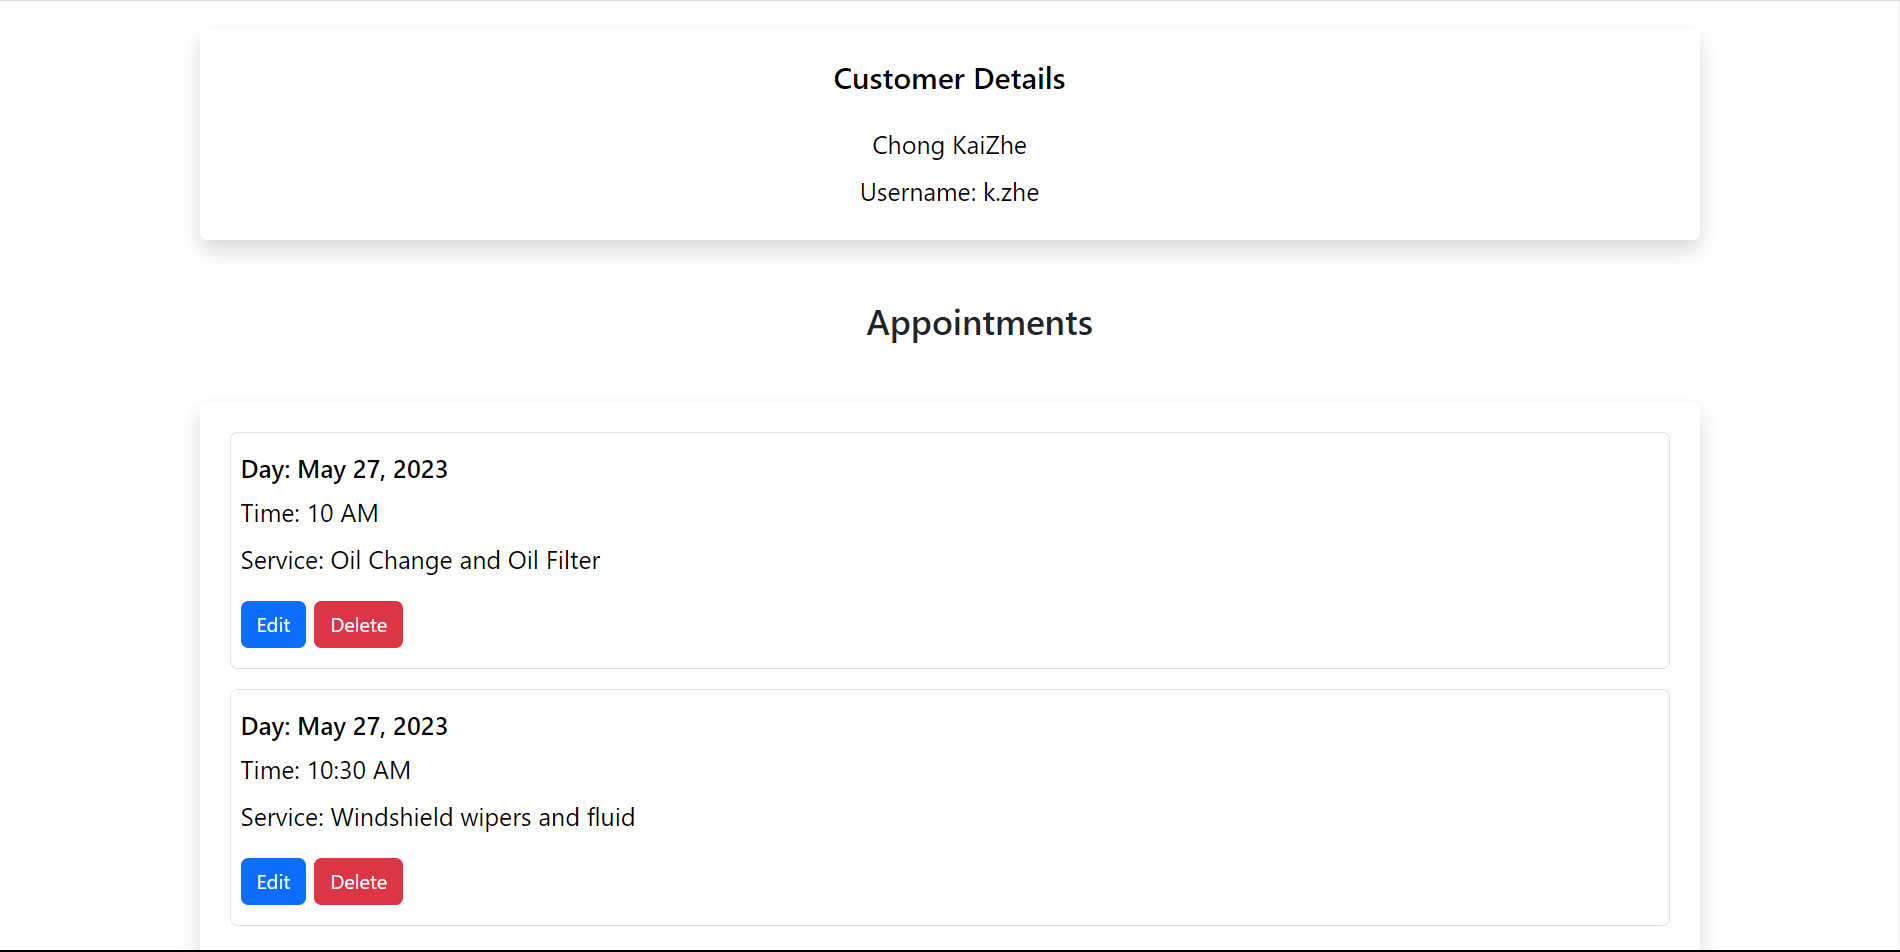 Customer Details
Chong KaiZhe
Username: k.zhe
Appointments
Day: May 27, 2023
Time: 10 AM
Service: Oil Change and Oil Filter
Edit Delete
Day: May 27, 2023
Time: 10:30 AM
Service: Windshield wipers and fluid
Edit Delete